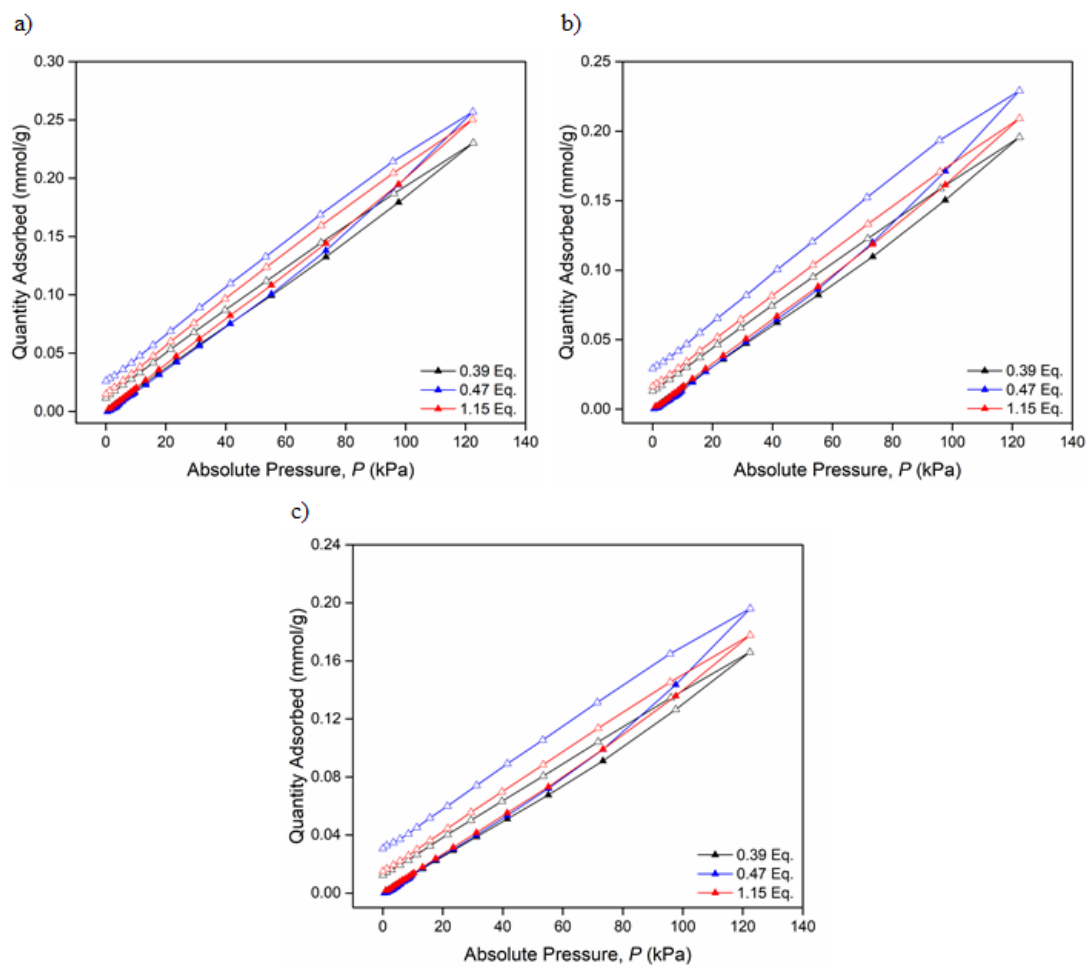 a)
0.30
0.25
0.20
0.15
0.10
0.05
0.00
Quantity Adsorbed (mmol/g)
0.39 Eq.
0.47 Eq.
1.15 Eq.
0 20 40 60 80 100 120 140
Absolute Pressure, P (kPa)
b)
0.25
0.20
0.15
0.10
0.05
0.00
Quantity Adsorbed (mmol/g)
0.39 Eq.
0.47 Eq.
1.15 Eq.
0 20 40 60 80 100 120 140
Absolute Pressure, P (kPa)
c)
0.24
0.20
0.16
0.12
0.08
0.04
0.00
Quantity Adsorbed (mmol/g)
0.39 Eq.
0.47 Eq.
1.15 Eq.
0 20 40 60 80 100 120 140
Absolute Pressure, P (kPa)